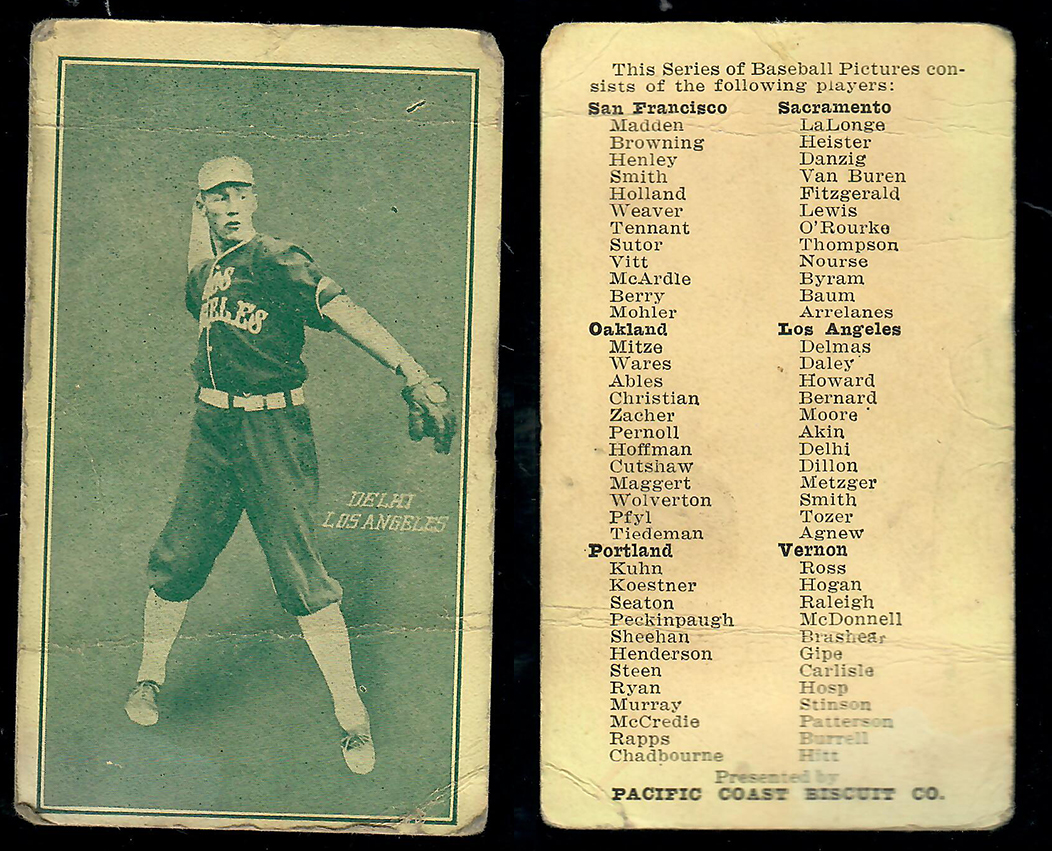 Los
GELES
DELHI
LOS ANGELES
This Series of Baseball Pictures con-
sists of the following players:
San Francisco
Madden
Browning
Henley
Smith
Holland
Weaver
Tennant
Sutor
Vitt
McArdle
Berry
Mohler
Oakland
Mitze
Wares
Ables
Christian
Zacher
Pernoll
Hoffman
Cutshaw
Maggert
Wolverton
Pfyl
Tiedeman
Portland
Kuhn
Koestner
Seaton
Peckinpaugh
Sheehan
Henderson
Steen
Ryan
Murray
McCredie
Rapps
Chadbourne
Sacramento
LaLonge
Heister
Danzig
Van Buren
Fitzgerald
Lewis
O'Rourke
Thompson
Nourse
Byram
Baum
Arrelanes
Los Angeles
Delmas
Daley
Howard
Bernard
Moore
Akin
Delhi
Dillon
Metzger
Smith
Tozer
Agnew
Vernon
Ross
Hogan
Raleigh
McDonnell
Brashear
Gipe
Carlisle
Hosp
Stinson
Patterson
Burrell
Hitt
Presented by
PACIFIC COAST BISCUIT CO.